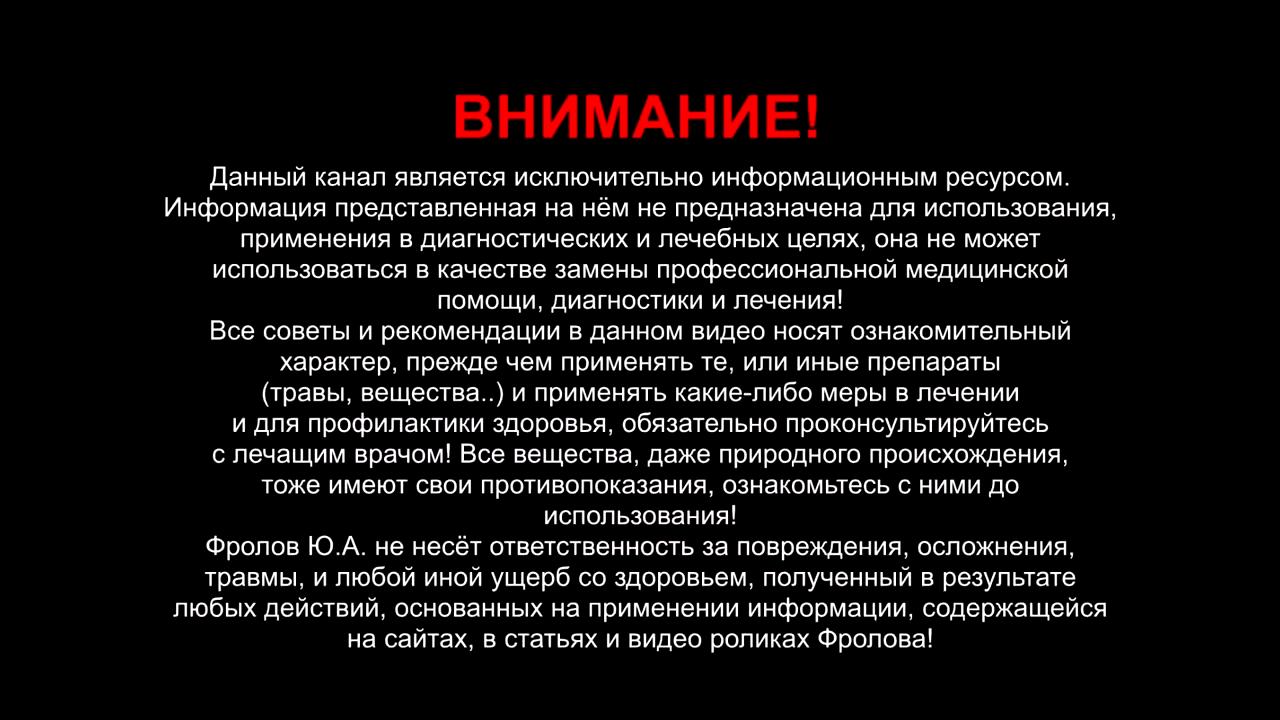 ВНИМАНИЕ!
Данный канал является исключительно информационным ресурсом.
Информация представленная на нём не предназначена для использования,
применения в диагностических и лечебных целях, она не может
использоваться в качестве замены профессиональной медицинской
помощи, диагностики и лечения!
Все советы и рекомендации в данном видео носят ознакомительный
характер, прежде чем применять те, или иные препараты
(травы, вещества..) и применять какие-либо меры в лечении
и для профилактики здоровья, обязательно проконсультируйтесь
с лечащим врачом! Все вещества, даже природного происхождения,
тоже имеют свои противопоказания, ознакомьтесь с ними до
использования!
Фролов Ю.А. не несёт ответственность за повреждения, осложнения,
травмы, и любой иной ущерб со здоровьем, полученный в результате
любых действий, основанных на применении информации, содержащейся
на сайтах, в статьях и видео роликах Фролова!